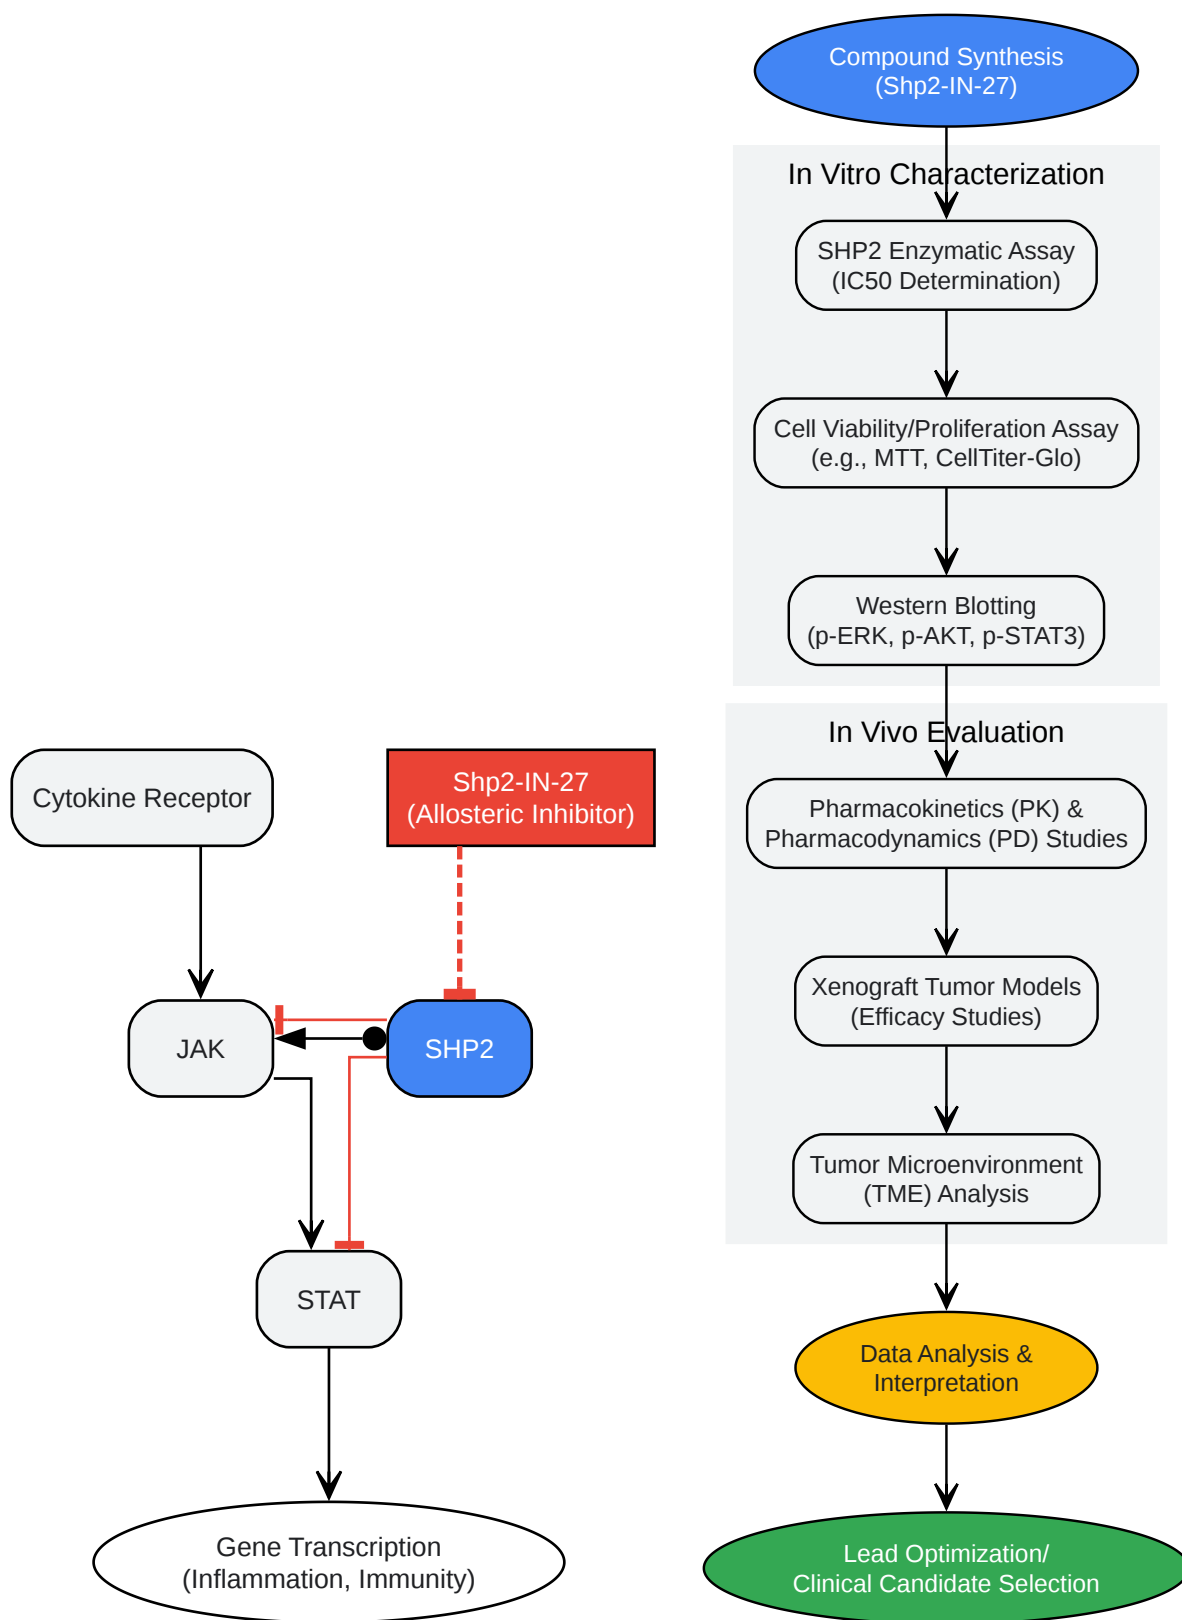 Cytokine Receptor
Shp2-IN-27
(Allosteric Inhibitor)
JAK
SHP2
STAT
Gene Transcription
(Inflammation, Immunity)
Compound Synthesis
(Shp2-IN-27)
In Vitro Characterization
SHP2 Enzymatic Assay
(IC50 Determination)
Cell Viability/Proliferation Assay
(e.g., MTT, CellTiter-Glo)
Western Blotting
(p-ERK, p-AKT, p-STAT3)
In Vivo Evaluation
Pharmacokinetics (PK) &
Pharmacodynamics (PD) Studies
Xenograft Tumor Models
(Efficacy Studies)
Tumor Microenvironment
(TME) Analysis
Data Analysis &
Interpretation
Lead Optimization/
Clinical Candidate Selection